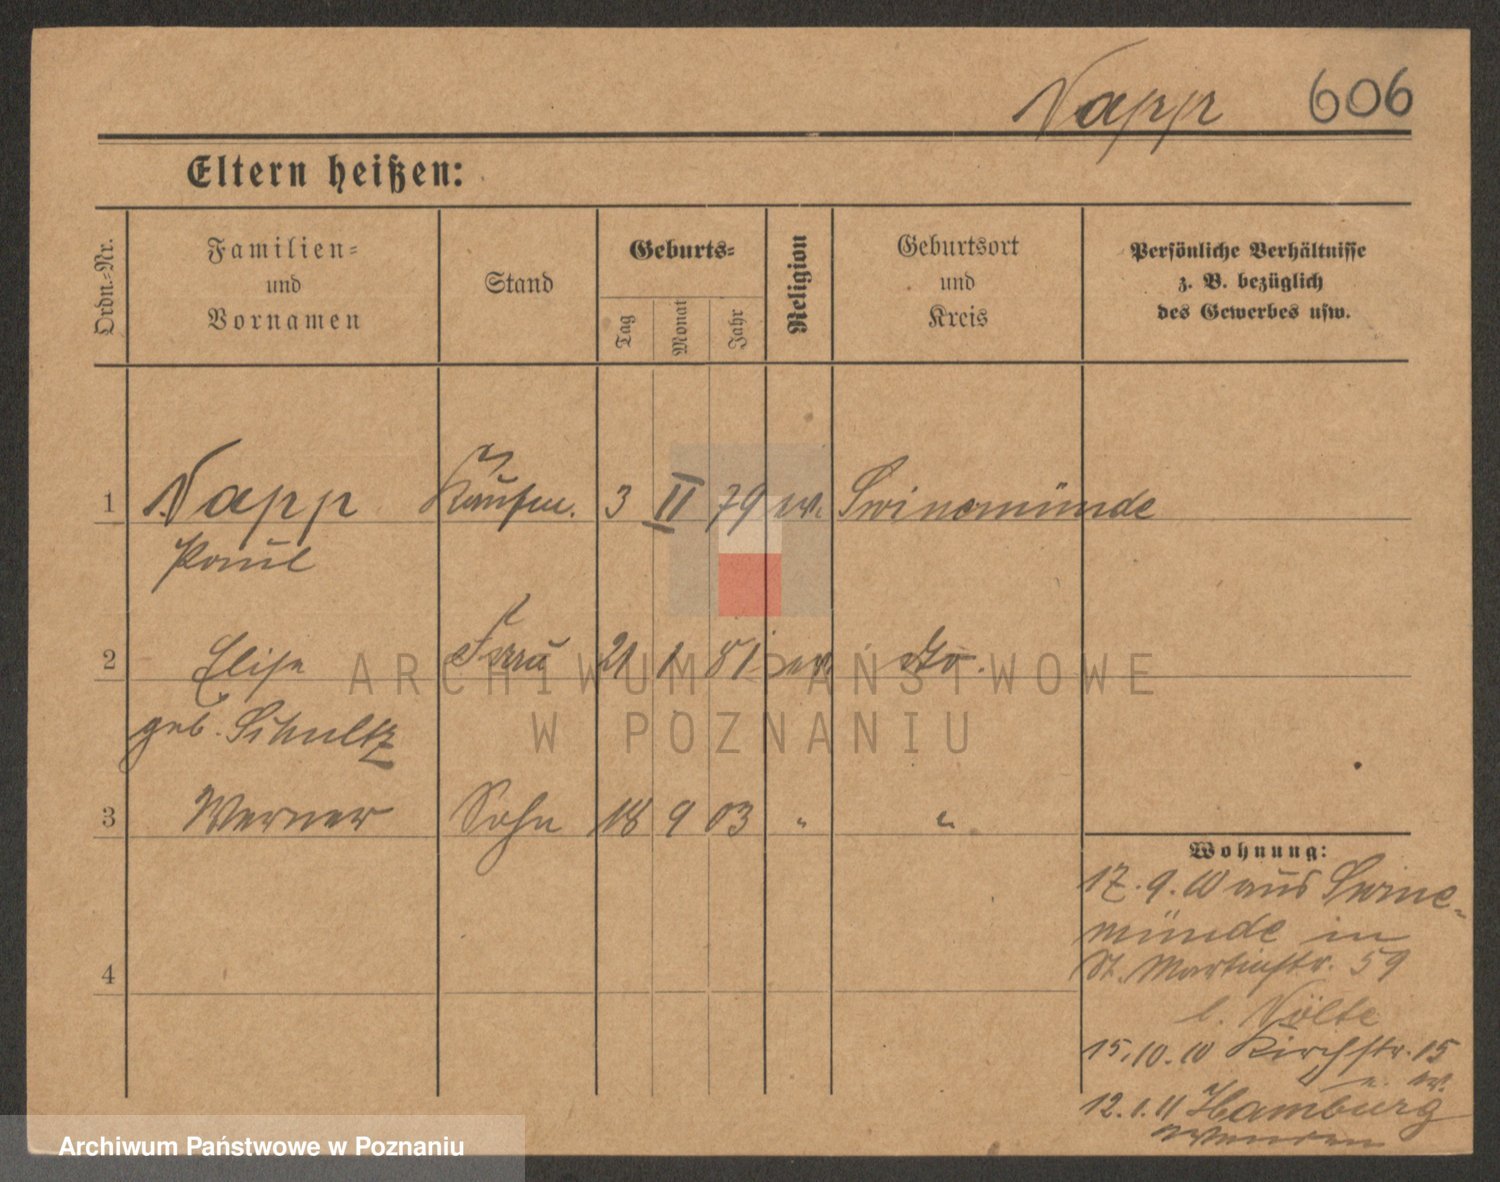 Napp 606
Eltern heißen:
Ordn.-Nr.
Familien-
und
Vornamen
Stand
Geburts-
Tag
Monat
Jahr
Religion
Geburtsort
und
Kreis
Persönliche Verhältnisse
z. B. bezüglich
des Gewerbes usw.
1 Napp Kaufm. 3 II 79 ev. Swinemünde
Paul
2 Elise Frau 21 1 81 ev. dto.
geb. Schultz
3 Werner Sohn 18 9 03 " "
4
Wohnung:
17.9.10 aus Swine-
münde in
St. Martinstr. 59
b. Nölte
15.10.10 Kirchstr. 15
12.1.11 Hamburg
ARCHIWUM PAŃSTWOWE
W POZNANIU
Archiwum Państwowe w Poznaniu